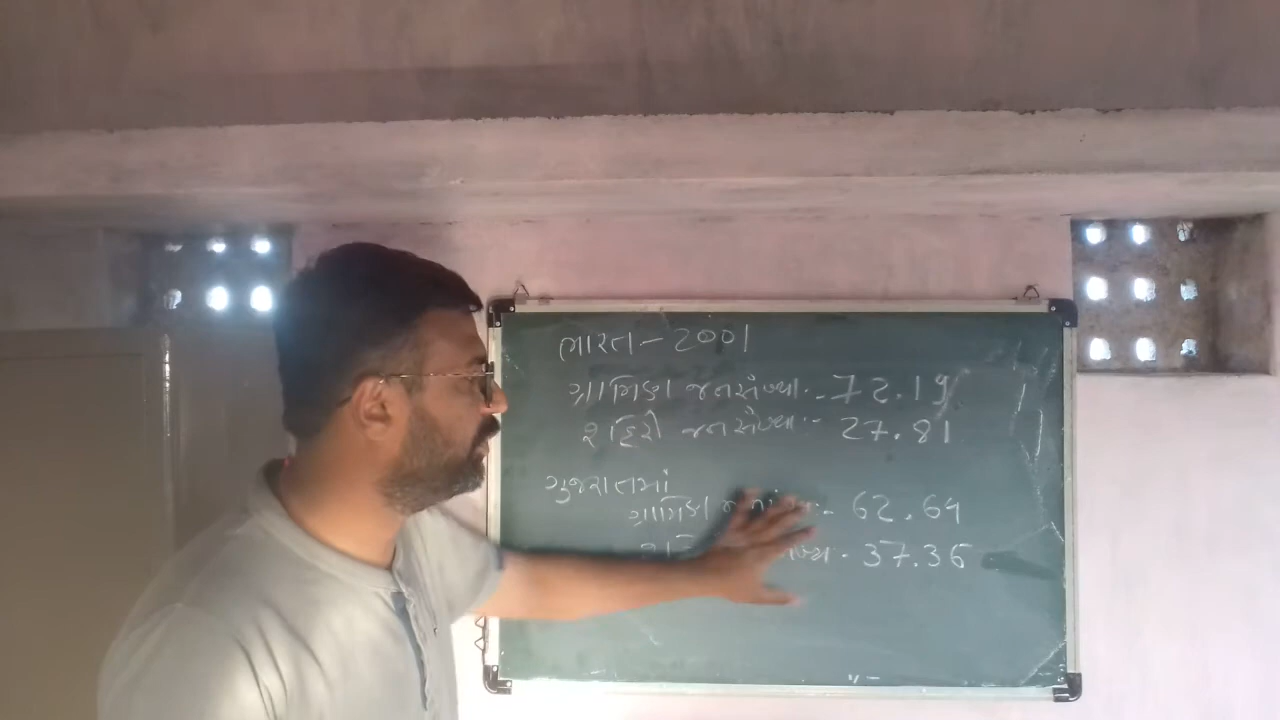 ભારત - 2001
ગ્રામિણ જનસંખ્યા :- 72.19
શહિરી જનસંખ્યા :- 27.81
ગુજરાતમાં
ગ્રામિણ :- 62.64
37.36